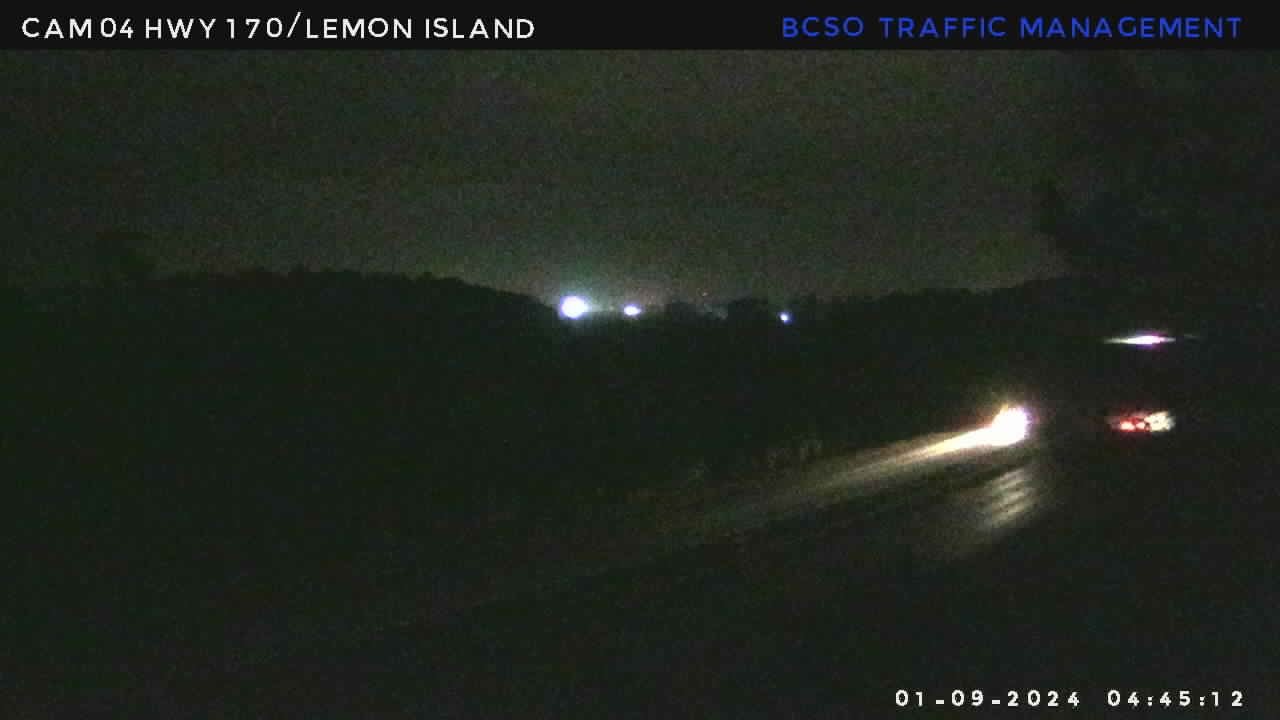 CAM04 HWY 170/LEMON ISLAND
BCSO TRAFFIC MANAGEMENT
01-09-2024 04:45:12